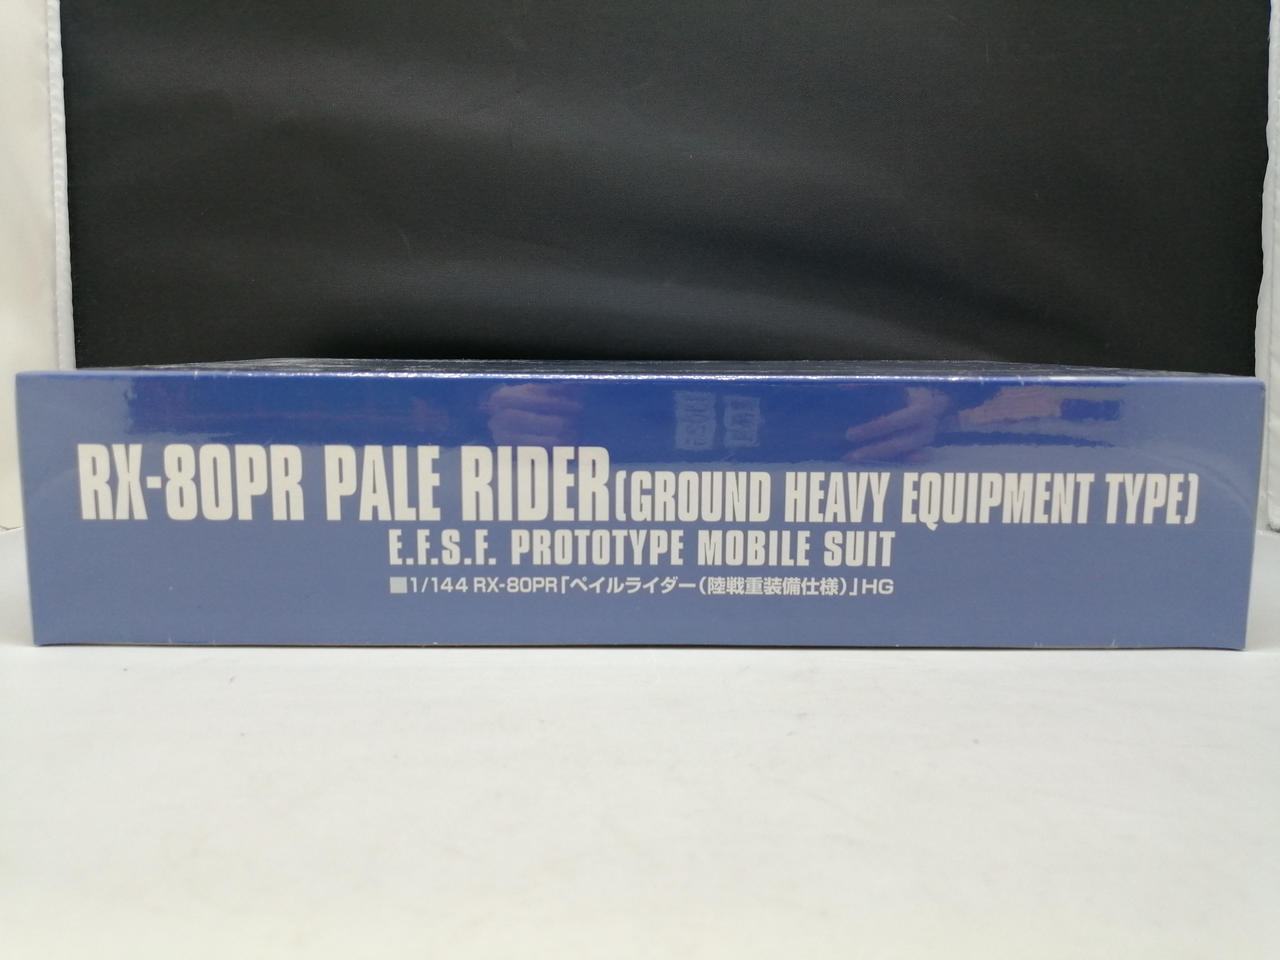 RX-80PR PALE RIDER(GROUND HEAVY EQUIPMENT TYPE)
E.F.S.F. PROTOTYPE MOBILE SUIT
■1/144 RX-80PR「ペイルライダー(陸戦重装備仕様)」HG